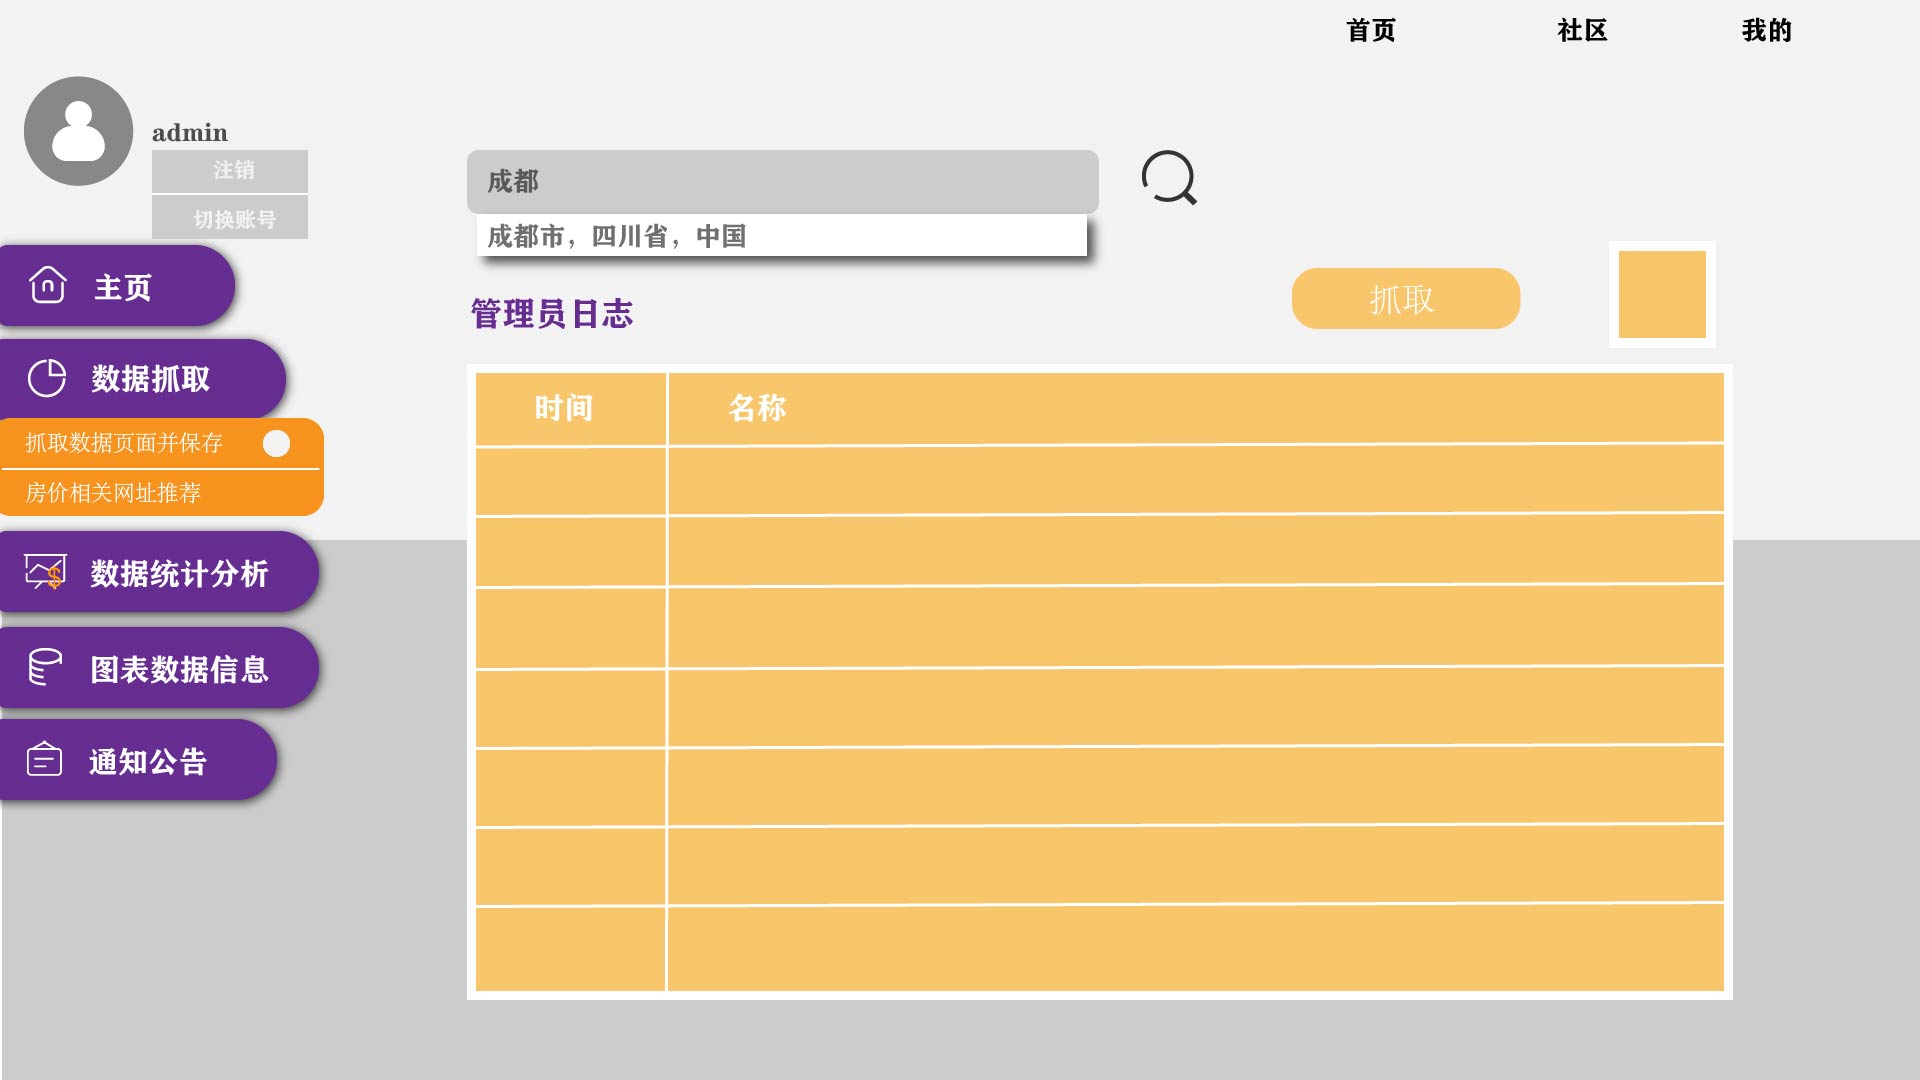 首页
社区
我的
admin
注销
切换账号
成都
成都市，四川省，中国
管理员日志
抓取
主页
数据抓取
抓取数据页面并保存
房价相关网址推荐
数据统计分析
图表数据信息
通知公告
时间
名称